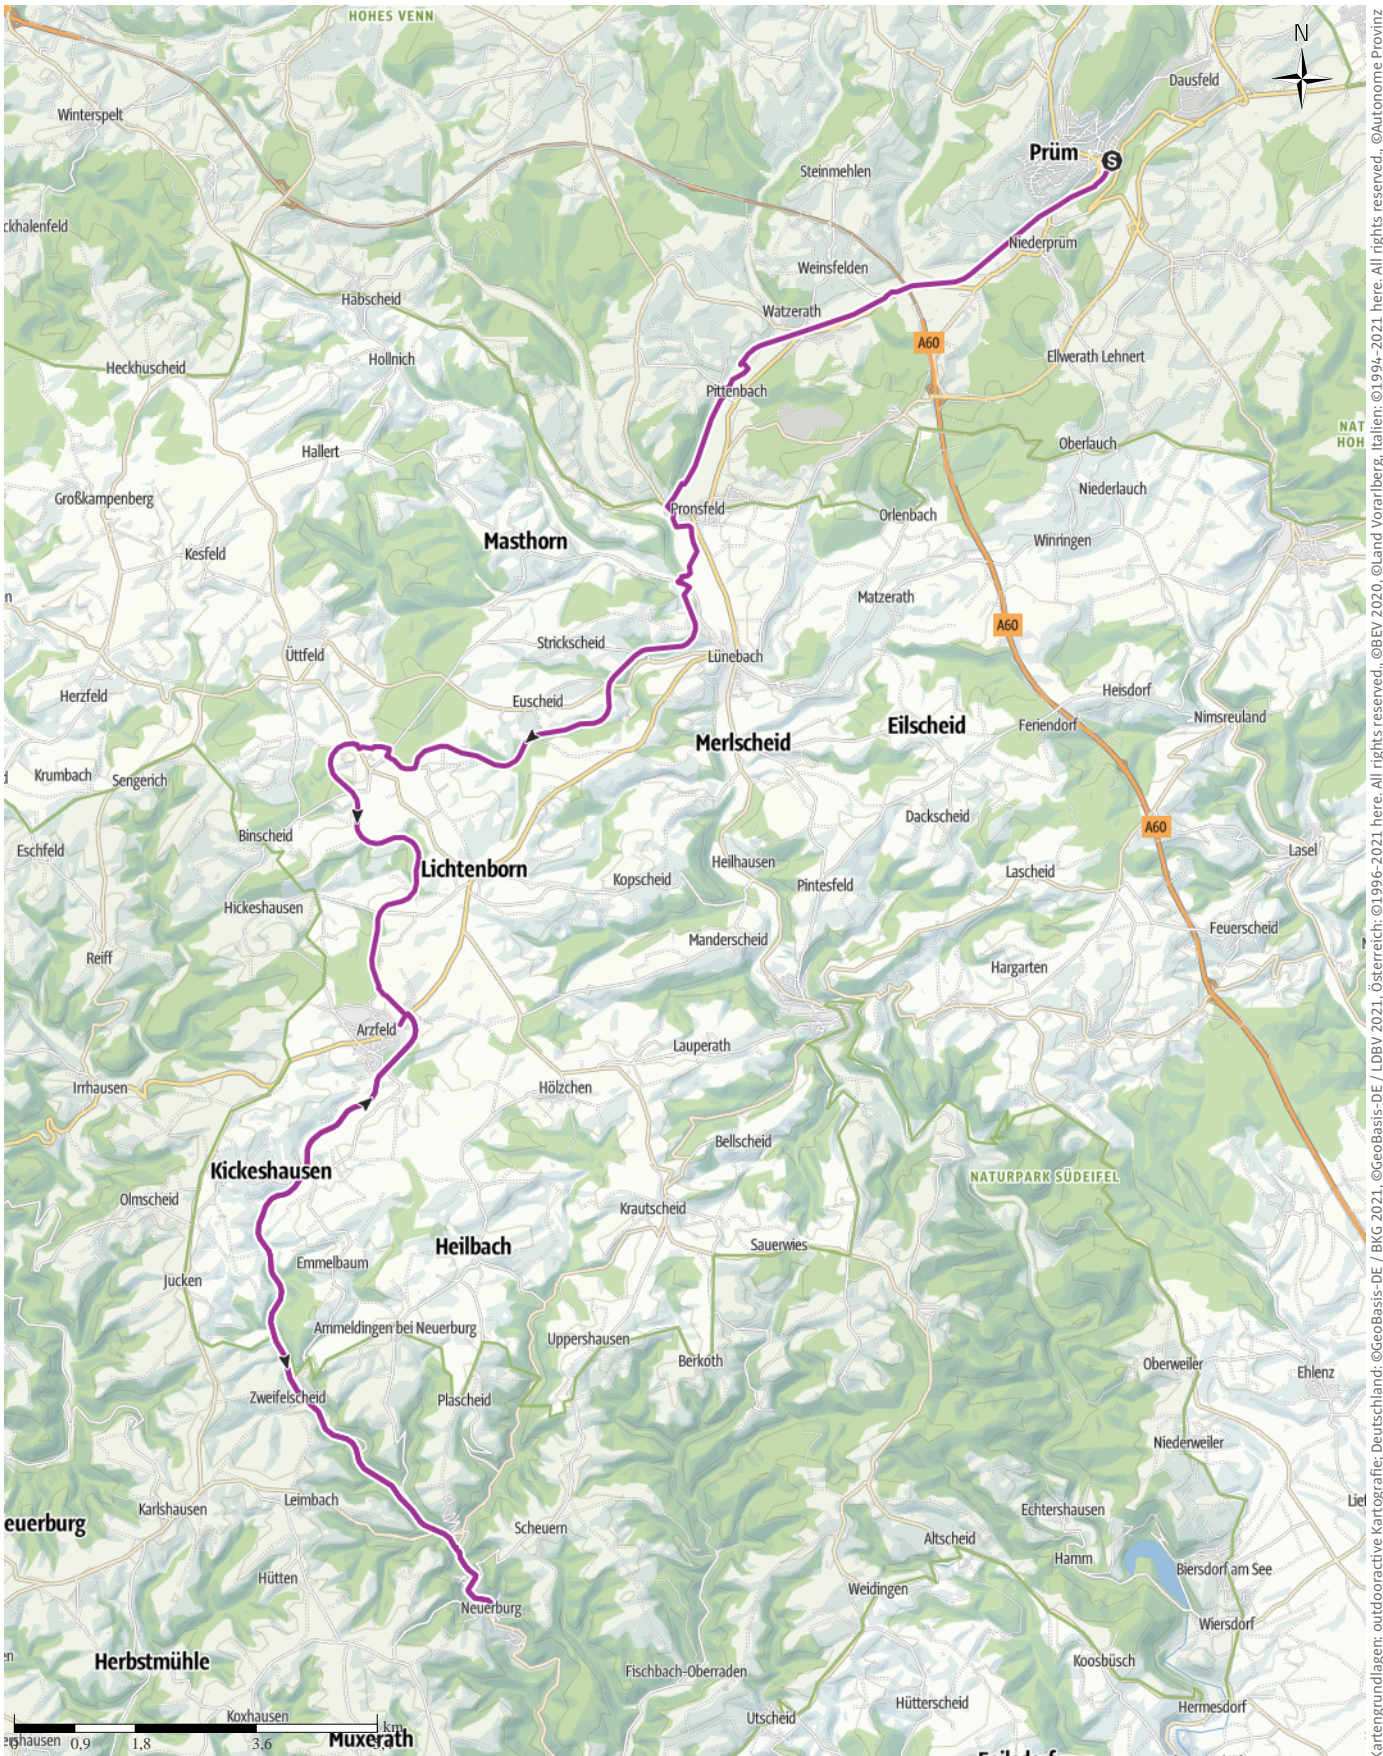 HOHES VENN
N
Dausfeld
Winterspelt
Prüm
S
Steinmehlen
Niederprüm
Weinsfelden
Habscheid
Watzerath
A60
Hollnich
Ellwerath Lehnert
Heckhuscheid
Pittenbach
Oberlauch
Hallert
Niederlauch
Großkampenberg
Pronsfeld
Orlenbach
Masthorn
Winringen
Kesfeld
Matzerath
A60
Strickscheid
Üttfeld
Lünebach
Herzfeld
Euscheid
Heisdorf
Nimsreuland
Eilscheid
Feriendorf
Merlscheid
Krumbach
Sengerich
Dackscheid
A60
Binscheid
Eschfeld
Lasel
Heilhausen
Lichtenborn
Lascheid
Kopscheid
Pintesfeld
Hickeshausen
Feuerscheid
Manderscheid
Reiff
Hargarten
Arzfeld
Lauperath
Irrhausen
Hölzchen
Bellscheid
Kickeshausen
NATURPARK SÜDEIFEL
Olmscheid
Krautscheid
Heilbach
Sauerwies
Emmelbaum
Jucken
Ammeldingen bei Neuerburg
Uppershausen
Berkoth
Oberweiler
Ehlenz
Zweifelscheid
Plascheid
Niederweiler
Leimbach
Karlshausen
Echtershausen
Scheuern
Altscheid
Hamm
Biersdorf am See
Hütten
Weidingen
Neuerburg
Wiersdorf
Herbstmühle
Koosbüsch
Fischbach-Oberraden
Hütterscheid
Hermesdorf
Koxhausen
Utscheid
km
0,9 1,8 3,6
Muxerath